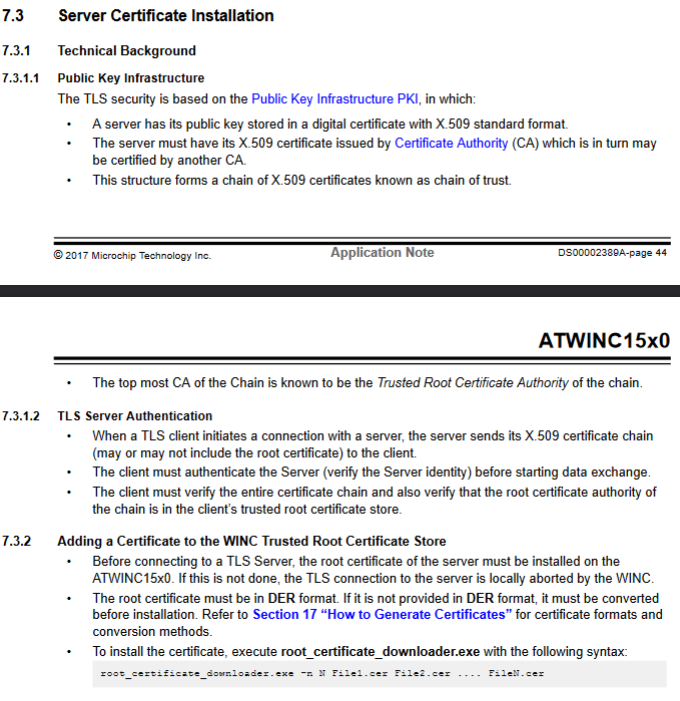 7.3 Server Certificate Installation
7.3.1 Technical Background
7.3.1.1 Public Key Infrastructure
The TLS security is based on the Public Key Infrastructure PKI, in which:
• A server has its public key stored in a digital certificate with X.509 standard format.
• The server must have its X.509 certificate issued by Certificate Authority (CA) which is in turn may
be certified by another CA.
• This structure forms a chain of X.509 certificates known as chain of trust.
© 2017 Microchip Technology Inc. Application Note DS00002389A-page 44
ATWINC15x0
• The top most CA of the Chain is known to be the Trusted Root Certificate Authority of the chain.
7.3.1.2 TLS Server Authentication
• When a TLS client initiates a connection with a server, the server sends its X.509 certificate chain
(may or may not include the root certificate) to the client.
• The client must authenticate the Server (verify the Server identity) before starting data exchange.
• The client must verify the entire certificate chain and also verify that the root certificate authority of
the chain is in the client's trusted root certificate store.
7.3.2 Adding a Certificate to the WINC Trusted Root Certificate Store
• Before connecting to a TLS Server, the root certificate of the server must be installed on the
ATWINC15x0. If this is not done, the TLS connection to the server is locally aborted by the WINC.
• The root certificate must be in DER format. If it is not provided in DER format, it must be converted
before installation. Refer to Section 17 “How to Generate Certificates” for certificate formats and
conversion methods.
• To install the certificate, execute root_certificate_downloader.exe with the following syntax:
root_certificate_downloader.exe -n N File1.cer File2.cer .... FileN.cer